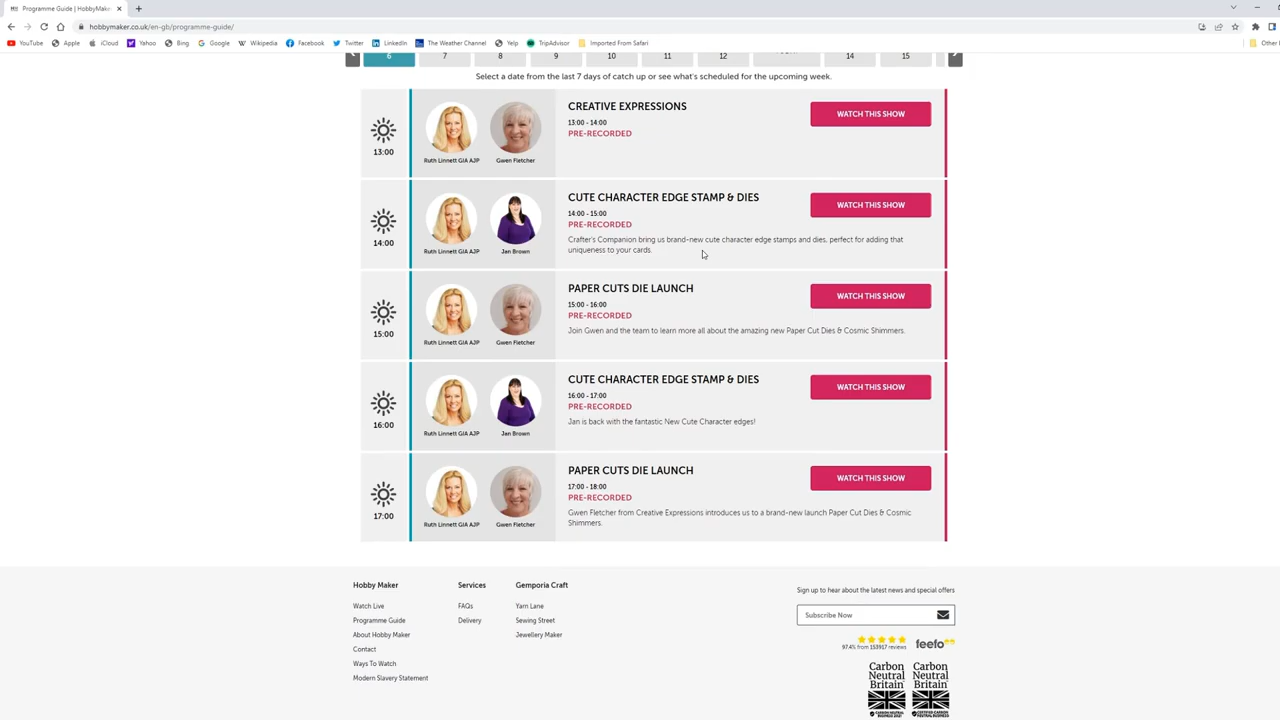 Programme Guide | HobbyMaker
hobbymaker.co.uk/en-gb/programme-guide/
YouTube Apple iCloud Yahoo Bing Google Wikipedia Facebook Twitter LinkedIn The Weather Channel Yelp TripAdvisor Imported From Safari Other
6 7 8 9 10 11 12 14 15
Select a date from the last 7 days of catch up or see what's scheduled for the upcoming week.
13:00
Ruth Linnett GIA AJP Gwen Fletcher
CREATIVE EXPRESSIONS
13:00 - 14:00
PRE-RECORDED
WATCH THIS SHOW
14:00
Ruth Linnett GIA AJP Jan Brown
CUTE CHARACTER EDGE STAMP & DIES
14:00 - 15:00
PRE-RECORDED
Crafter's Companion bring us brand-new cute character edge stamps and dies, perfect for adding that
uniqueness to your cards.
WATCH THIS SHOW
15:00
Ruth Linnett GIA AJP Gwen Fletcher
PAPER CUTS DIE LAUNCH
15:00 - 16:00
PRE-RECORDED
Join Gwen and the team to learn more all about the amazing new Paper Cut Dies & Cosmic Shimmers.
WATCH THIS SHOW
16:00
Ruth Linnett GIA AJP Jan Brown
CUTE CHARACTER EDGE STAMP & DIES
16:00 - 17:00
PRE-RECORDED
Jan is back with the fantastic New Cute Character edges!
WATCH THIS SHOW
17:00
Ruth Linnett GIA AJP Gwen Fletcher
PAPER CUTS DIE LAUNCH
17:00 - 18:00
PRE-RECORDED
Gwen Fletcher from Creative Expressions introduces us to a brand-new launch Paper Cut Dies & Cosmic
Shimmers.
WATCH THIS SHOW
Hobby Maker
Watch Live
Programme Guide
About Hobby Maker
Contact
Ways To Watch
Modern Slavery Statement
Services
FAQs
Delivery
Gemporia Craft
Yarn Lane
Sewing Street
Jewellery Maker
Sign up to hear about the latest news and special offers
Subscribe Now
97.4% from 153917 reviews
feefo
Carbon
Neutral
Britain
Carbon
Neutral
Britain